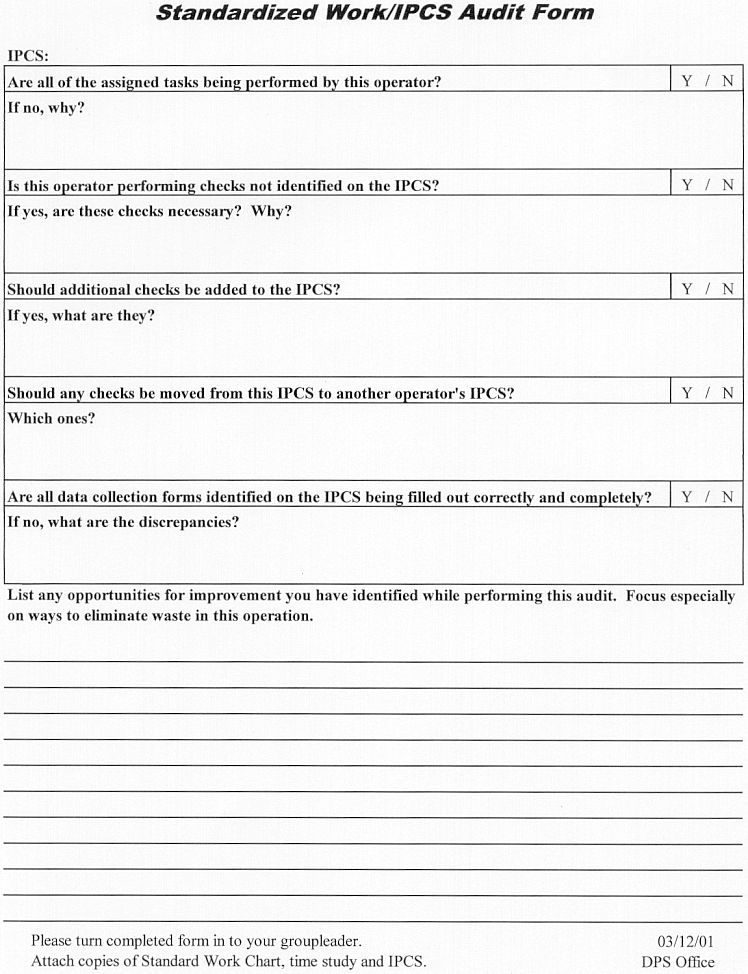 Standardized Work/IPCS Audit Form
IPCS:
Are all of the assigned tasks being performed by this operator? Y / N
If no, why?
Is this operator performing checks not identified on the IPCS? Y / N
If yes, are these checks necessary? Why?
Should additional checks be added to the IPCS? Y / N
If yes, what are they?
Should any checks be moved from this IPCS to another operator's IPCS? Y / N
Which ones?
Are all data collection forms identified on the IPCS being filled out correctly and completely? Y / N
If no, what are the discrepancies?
List any opportunities for improvement you have identified while performing this audit. Focus especially
on ways to eliminate waste in this operation.
Please turn completed form in to your groupleader. 03/12/01
Attach copies of Standard Work Chart, time study and IPCS. DPS Office